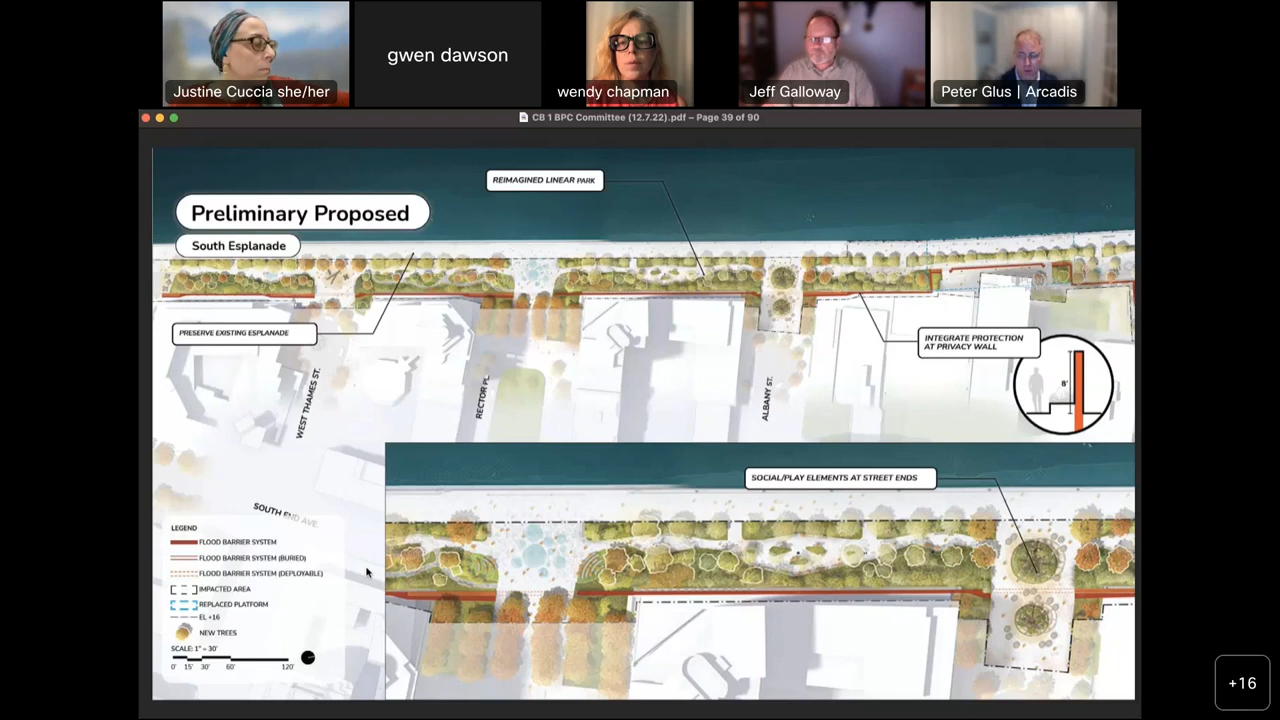 Justine Cuccia she/her
gwen dawson
wendy chapman
Jeff Galloway
Peter Glus | Arcadis
CB 1 BPC Committee (12.7.22).pdf – Page 39 of 90
REIMAGINED LINEAR PARK
Preliminary Proposed
South Esplanade
PRESERVE EXISTING ESPLANADE
INTEGRATE PROTECTION
AT PRIVACY WALL
8'
WEST THAMES ST.
RECTOR PL.
ALBANY ST.
SOCIAL/PLAY ELEMENTS AT STREET ENDS
SOUTH END AVE.
LEGEND
FLOOD BARRIER SYSTEM
FLOOD BARRIER SYSTEM (BURIED)
FLOOD BARRIER SYSTEM (DEPLOYABLE)
IMPACTED AREA
REPLACED PLATFORM
EL +16
NEW TREES
SCALE: 1" = 30'
0' 15' 30' 60' 120'
+16